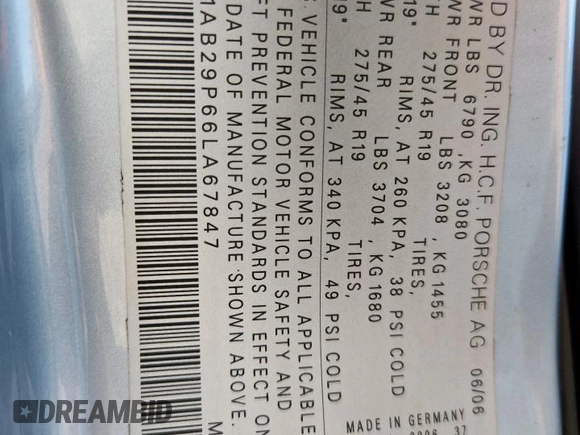 D BY DR. ING. H.C.F. PORSCHE AG 06/06
WR LBS 6790 ,KG 3080
WR FRONT LBS 3208 , KG 1455
TH 275/45 R19 TIRES,
19" RIMS, AT 260 KPA, 38 PSI COLD
WR REAR LBS 3704 , KG 1680
H 275/45 R19 TIRES,
19" RIMS, AT 340 KPA, 49 PSI COLD
VEHICLE CONFORMS TO ALL APPLICABLE
FEDERAL MOTOR VEHICLE SAFETY AND
FT PREVENTION STANDARDS IN EFFECT ON
DATE OF MANUFACTURE SHOWN ABOVE.
1AB29P66LA67847
MADE IN GERMANY
DREAMBID